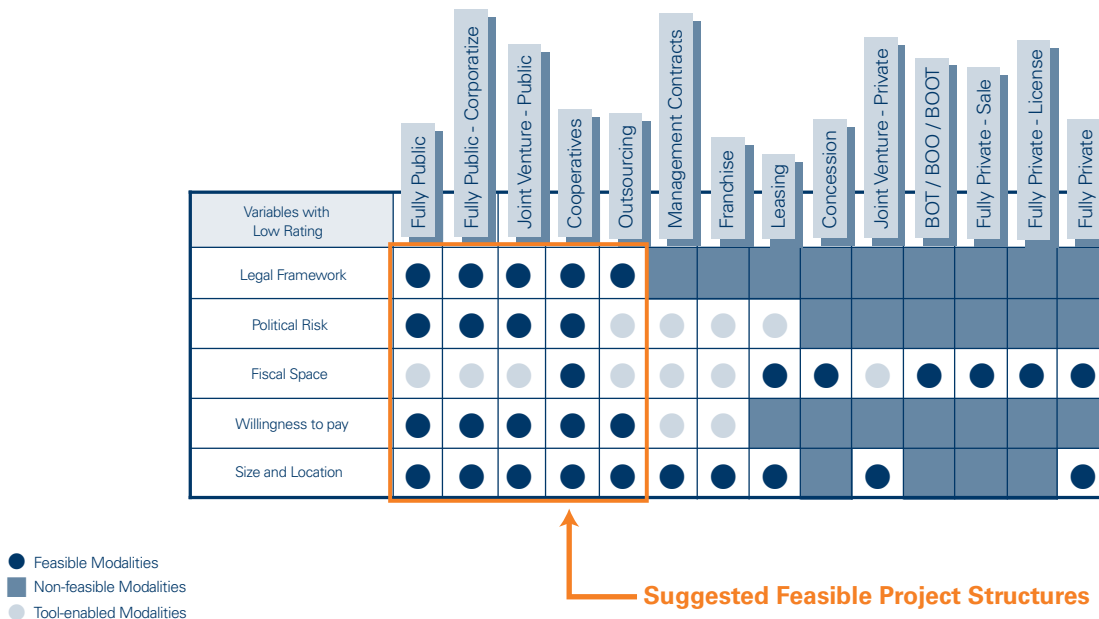 Fully Public
Fully Public - Corporatize
Joint Venture - Public
Cooperatives
Outsourcing
Management Contracts
Franchise
Leasing
Concession
Joint Venture - Private
BOT / BOO / BOOT
Fully Private - Sale
Fully Private - License
Fully Private
Variables with
Low Rating
Legal Framework
Political Risk
Fiscal Space
Willingness to pay
Size and Location
Feasible Modalities
Non-feasible Modalities
Tool-enabled Modalities
Suggested Feasible Project Structures